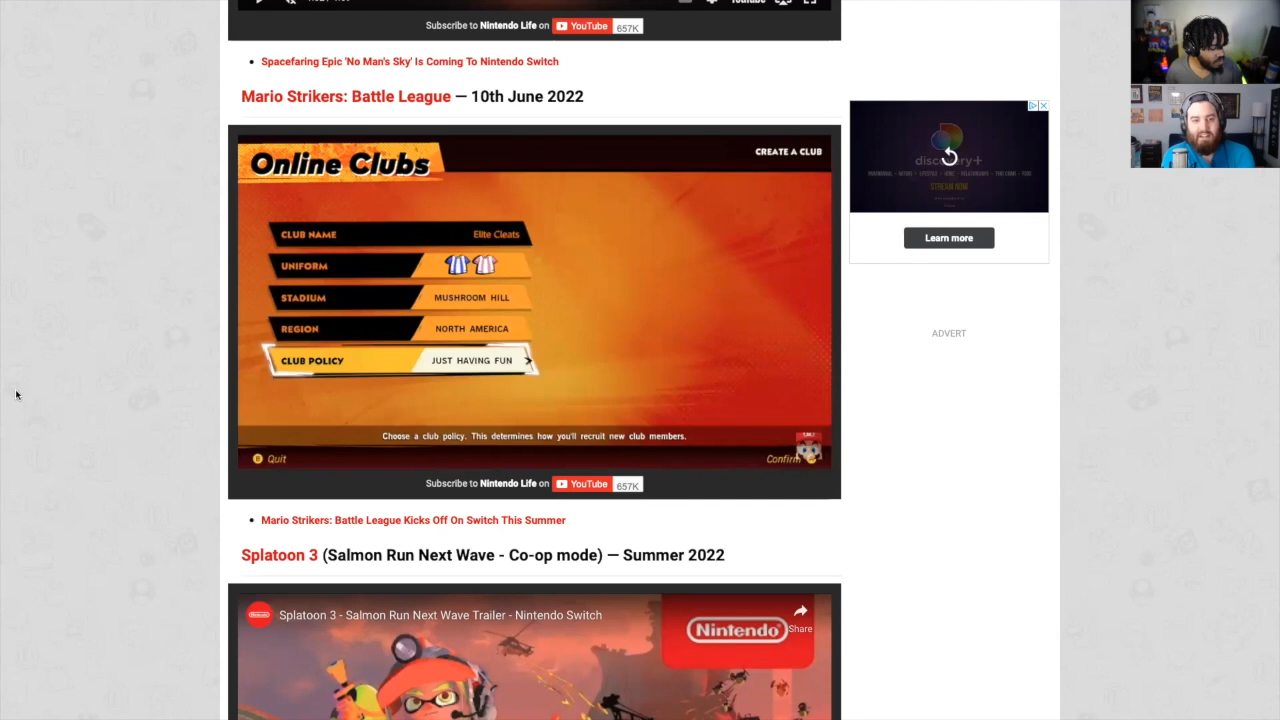 Subscribe to Nintendo Life on YouTube 657K
Spacefaring Epic 'No Man's Sky' Is Coming To Nintendo Switch
Mario Strikers: Battle League — 10th June 2022
Online Clubs
CREATE A CLUB
CLUB NAME Elite Cleats
UNIFORM
STADIUM MUSHROOM HILL
REGION NORTH AMERICA
CLUB POLICY JUST HAVING FUN
Choose a club policy. This determines how you'll recruit new club members.
Quit
Confirm
Subscribe to Nintendo Life on YouTube 657K
Mario Strikers: Battle League Kicks Off On Switch This Summer
Splatoon 3 (Salmon Run Next Wave - Co-op mode) — Summer 2022
Splatoon 3 - Salmon Run Next Wave Trailer - Nintendo Switch
Nintendo
Share
discovery+
STREAM NOW
Learn more
ADVERT